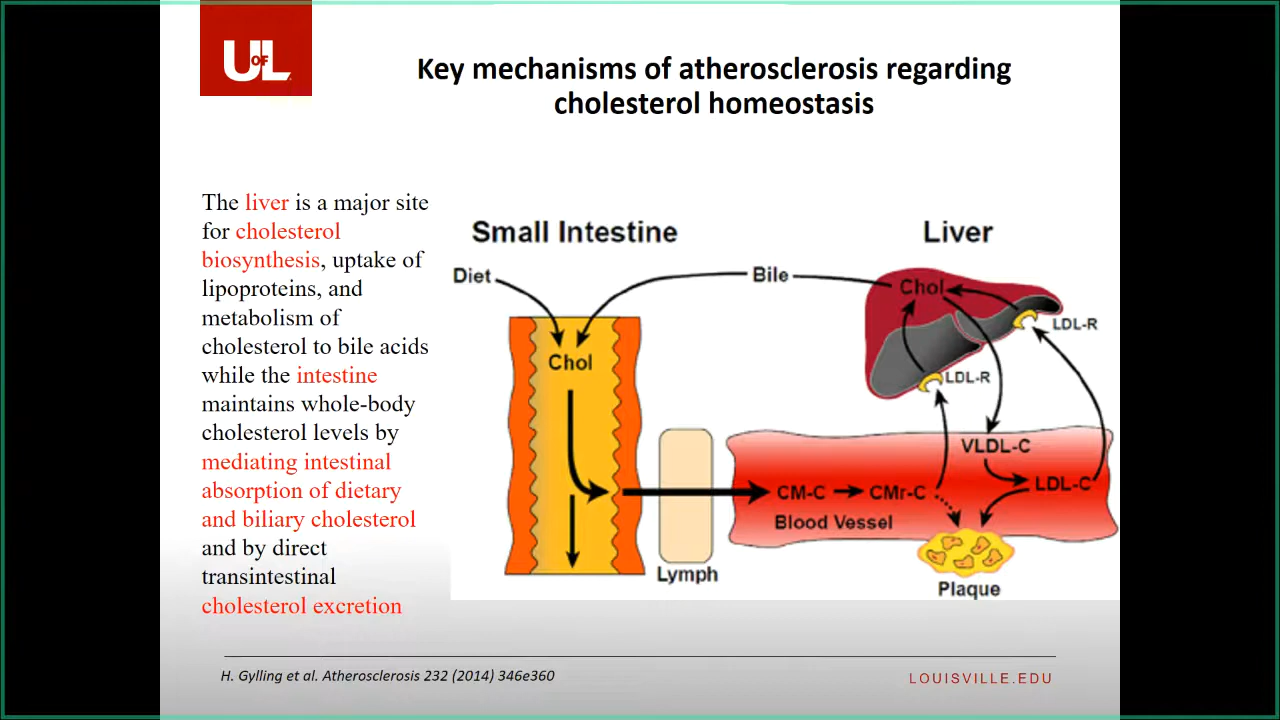 U OF L
Key mechanisms of atherosclerosis regarding
cholesterol homeostasis
The liver is a major site
for cholesterol
biosynthesis, uptake of
lipoproteins, and
metabolism of
cholesterol to bile acids
while the intestine
maintains whole-body
cholesterol levels by
mediating intestinal
absorption of dietary
and biliary cholesterol
and by direct
transintestinal
cholesterol excretion
Small Intestine
Liver
Diet
Bile
Chol
LDL-R
Chol
LDL-R
VLDL-C
LDL-C
CM-C
CMr-C
Blood Vessel
Lymph
Plaque
H. Gylling et al. Atherosclerosis 232 (2014) 346e360
LOUISVILLE.EDU